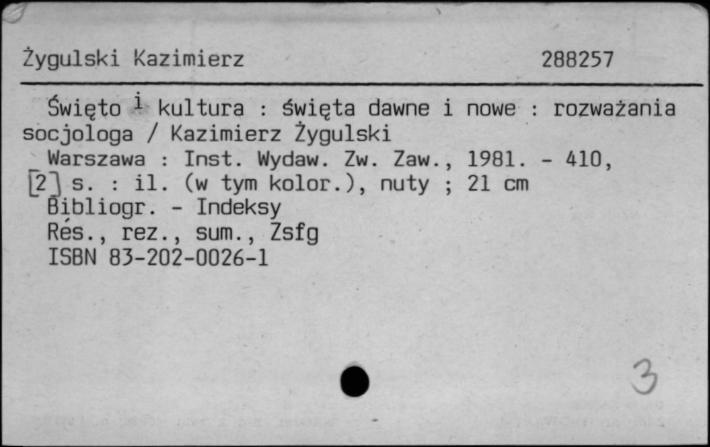 Żygulski Kazimierz 288257
Święto i kultura : święta dawne i nowe : rozważania
socjologa / Kazimierz Żygulski
Warszawa : Inst. Wydaw. Zw. Zaw., 1981. - 410,
[2] s. : il. (w tym kolor.), nuty ; 21 cm
Bibliogr. - Indeksy
Rés., rez., sum., Zsfg
ISBN 83-202-0026-1
3